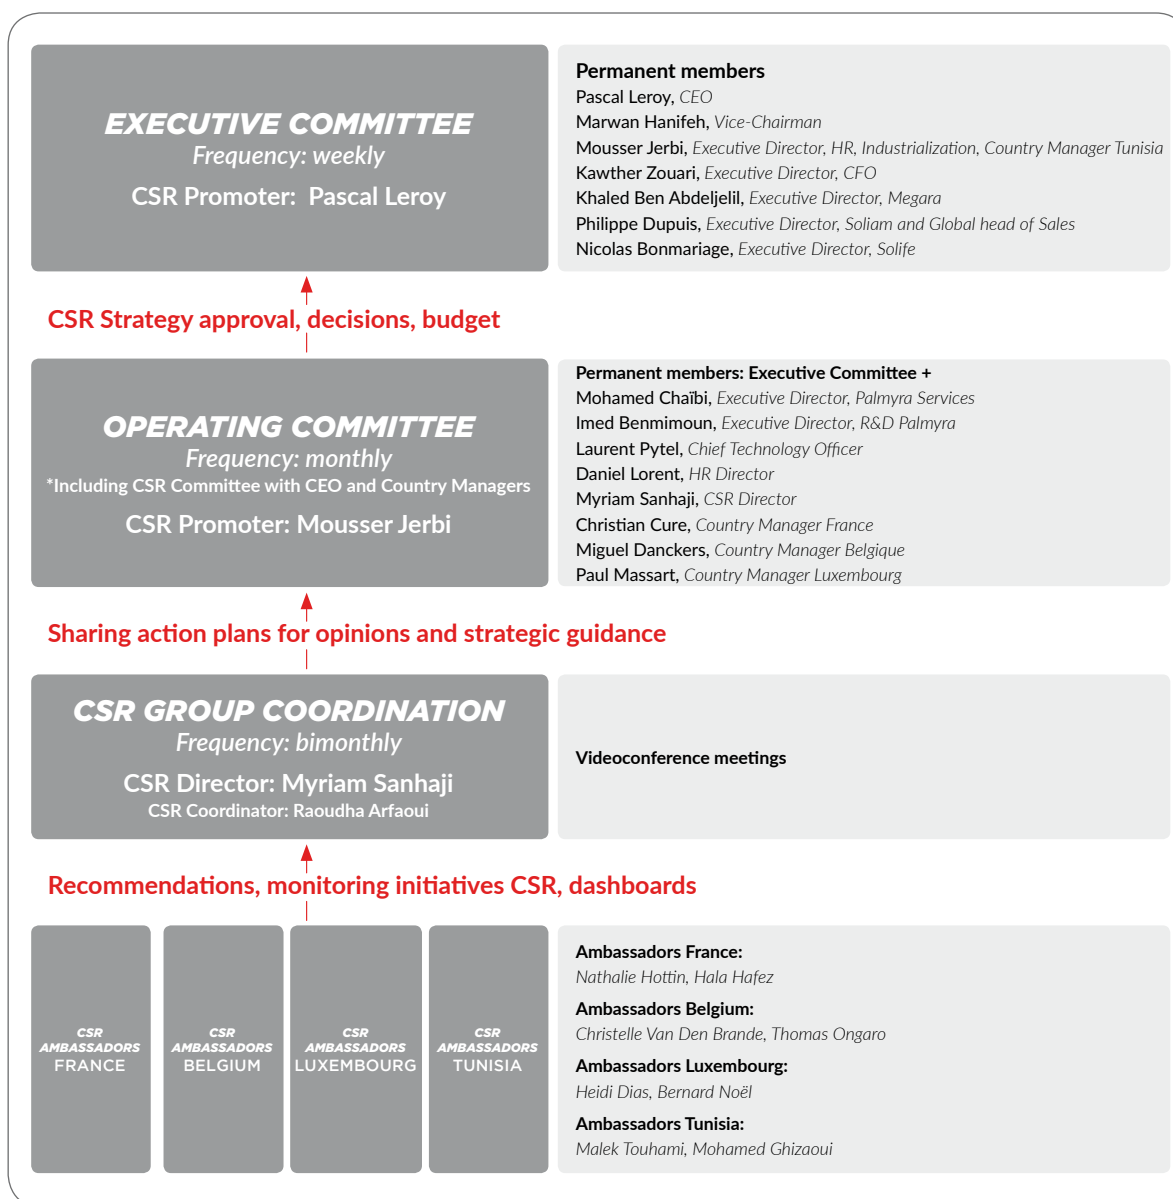 EXECUTIVE COMMITTEE
Frequency: weekly
CSR Promoter: Pascal Leroy
Permanent members
Pascal Leroy, CEO
Marwan Hanifeh, Vice-Chairman
Mousser Jerbi, Executive Director, HR, Industrialization, Country Manager Tunisia
Kawther Zouari, Executive Director, CFO
Khaled Ben Abdeljelil, Executive Director, Megara
Philippe Dupuis, Executive Director, Soliam and Global head of Sales
Nicolas Bonmariage, Executive Director, Solife
CSR Strategy approval, decisions, budget
OPERATING COMMITTEE
Frequency: monthly
*Including CSR Committee with CEO and Country Managers
CSR Promoter: Mousser Jerbi
Permanent members: Executive Committee +
Mohamed Chaïbi, Executive Director, Palmyra Services
Imed Benmimoun, Executive Director, R&D Palmyra
Laurent Pytel, Chief Technology Officer
Daniel Lorent, HR Director
Myriam Sanhaji, CSR Director
Christian Cure, Country Manager France
Miguel Danckers, Country Manager Belgique
Paul Massart, Country Manager Luxembourg
Sharing action plans for opinions and strategic guidance
CSR GROUP COORDINATION
Frequency: bimonthly
CSR Director: Myriam Sanhaji
CSR Coordinator: Raoudha Arfaoui
Videoconference meetings
Recommendations, monitoring initiatives CSR, dashboards
CSR
AMBASSADORS
FRANCE
CSR
AMBASSADORS
BELGIUM
CSR
AMBASSADORS
LUXEMBOURG
CSR
AMBASSADORS
TUNISIA
Ambassadors France:
Nathalie Hottin, Hala Hafez
Ambassadors Belgium:
Christelle Van Den Brande, Thomas Ongaro
Ambassadors Luxembourg:
Heidi Dias, Bernard Noël
Ambassadors Tunisia:
Malek Touhami, Mohamed Ghizaoui